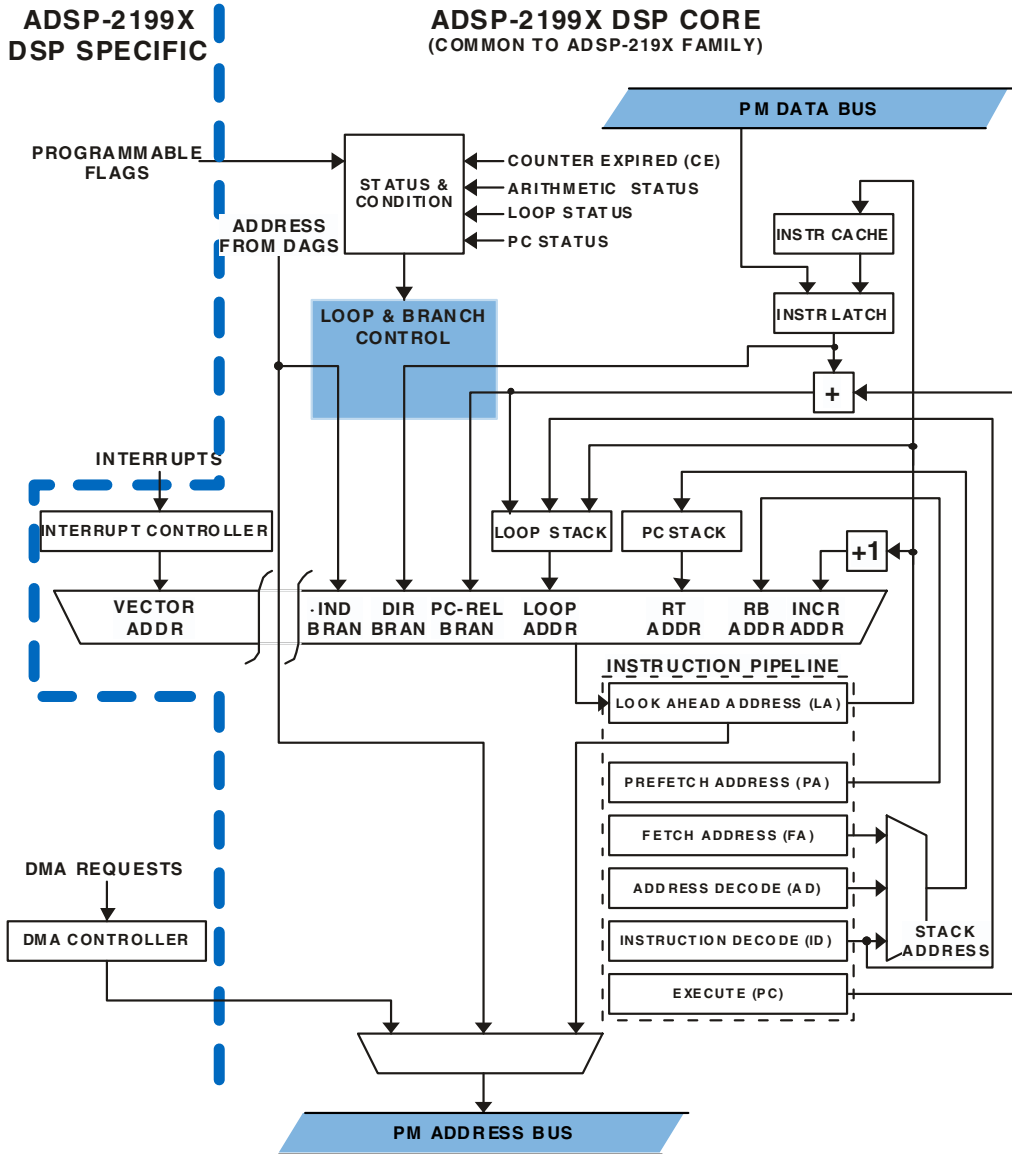 ADSP-2199X
DSP SPECIFIC
ADSP-2199X DSP CORE
(COMMON TO ADSP-219X FAMILY)
PM DATA BUS
PROGRAMMABLE
FLAGS
STATUS &
CONDITION
COUNTER EXPIRED (CE)
ARITHMETIC STATUS
LOOP STATUS
PC STATUS
ADDRESS
FROM DAGS
INSTR CACHE
INSTR LATCH
LOOP & BRANCH
CONTROL
+
INTERRUPTS
INTERRUPT CONTROLLER
LOOP STACK
PC STACK
+1
VECTOR
ADDR
IND
BRAN
DIR
BRAN
PC-REL
BRAN
LOOP
ADDR
RT
ADDR
RB
ADDR
INCR
ADDR
INSTRUCTION PIPELINE
LOOK AHEAD ADDRESS (LA)
PREFETCH ADDRESS (PA)
FETCH ADDRESS (FA)
ADDRESS DECODE (AD)
INSTRUCTION DECODE (ID)
EXECUTE (PC)
STACK
ADDRESS
DMA REQUESTS
DMA CONTROLLER
PM ADDRESS BUS